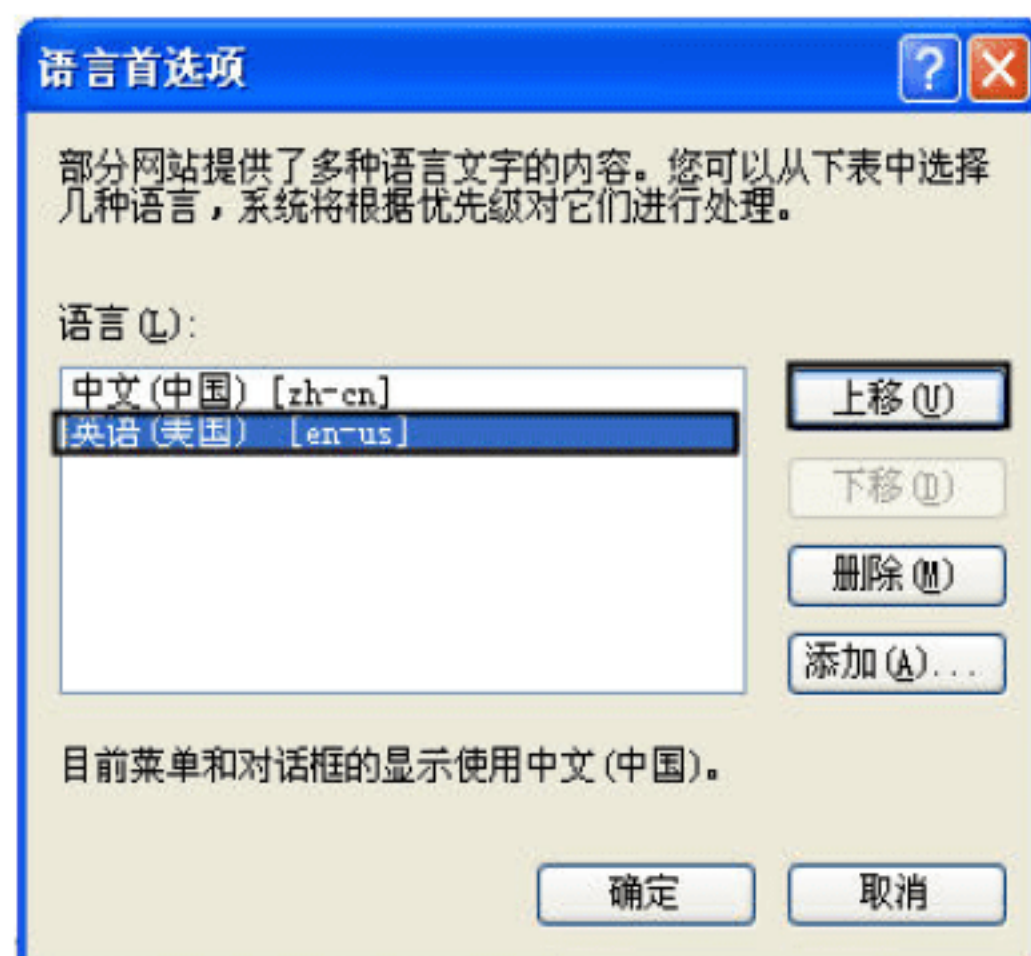 语言首选项
部分网站提供了多种语言文字的内容。您可以从下表中选择
几种语言，系统将根据优先级对它们进行处理。
语言(L):
中文(中国) [zh-cn]
英语(美国) [en-us]
上移(U)
下移(D)
删除(M)
添加(A)...
目前菜单和对话框的显示使用中文(中国)。
确定
取消